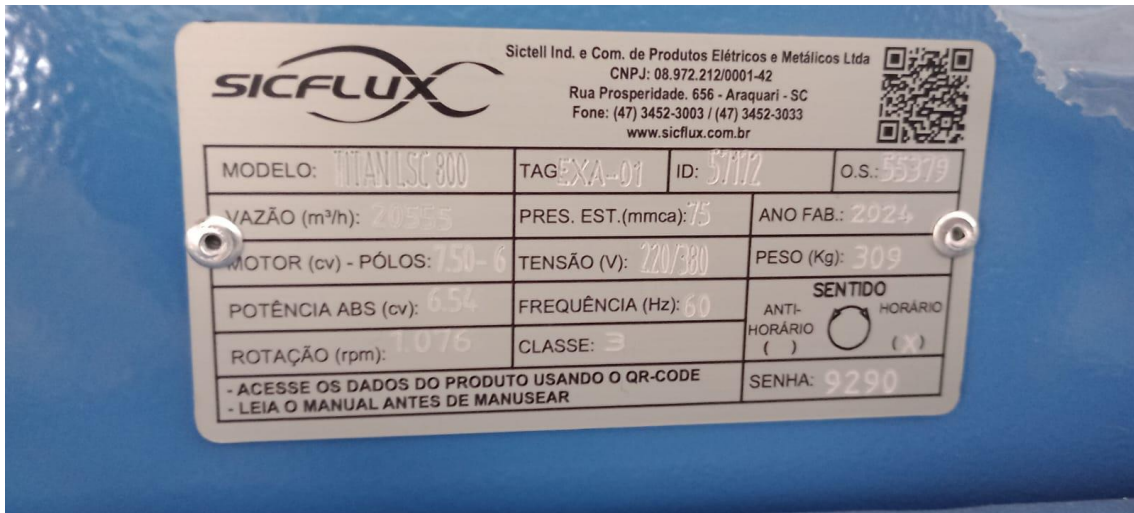 SICFLUX
Sictell Ind. e Com. de Produtos Elétricos e Metálicos Ltda
CNPJ: 08.972.212/0001-42
Rua Prosperidade. 656 - Araquari - SC
Fone: (47) 3452-3003 / (47) 3452-3033
www.sicflux.com.br
MODELO: TITAN LSC 800 TAG EXA-01 ID: 57172 O.S.: 55379
VAZÃO (m³/h): 20555 PRES. EST.(mmca): 75 ANO FAB.: 2024
MOTOR (cv) - PÓLOS: 7.50- 6 TENSÃO (V): 220/380 PESO (Kg): 309
POTÊNCIA ABS (cv): 6.54 FREQUÊNCIA (Hz): 60 SENTIDO
ANTI-HORÁRIO ( ) HORÁRIO (X)
ROTAÇÃO (rpm): 1.076 CLASSE: 3
- ACESSE OS DADOS DO PRODUTO USANDO O QR-CODE
- LEIA O MANUAL ANTES DE MANUSEAR
SENHA: 9290